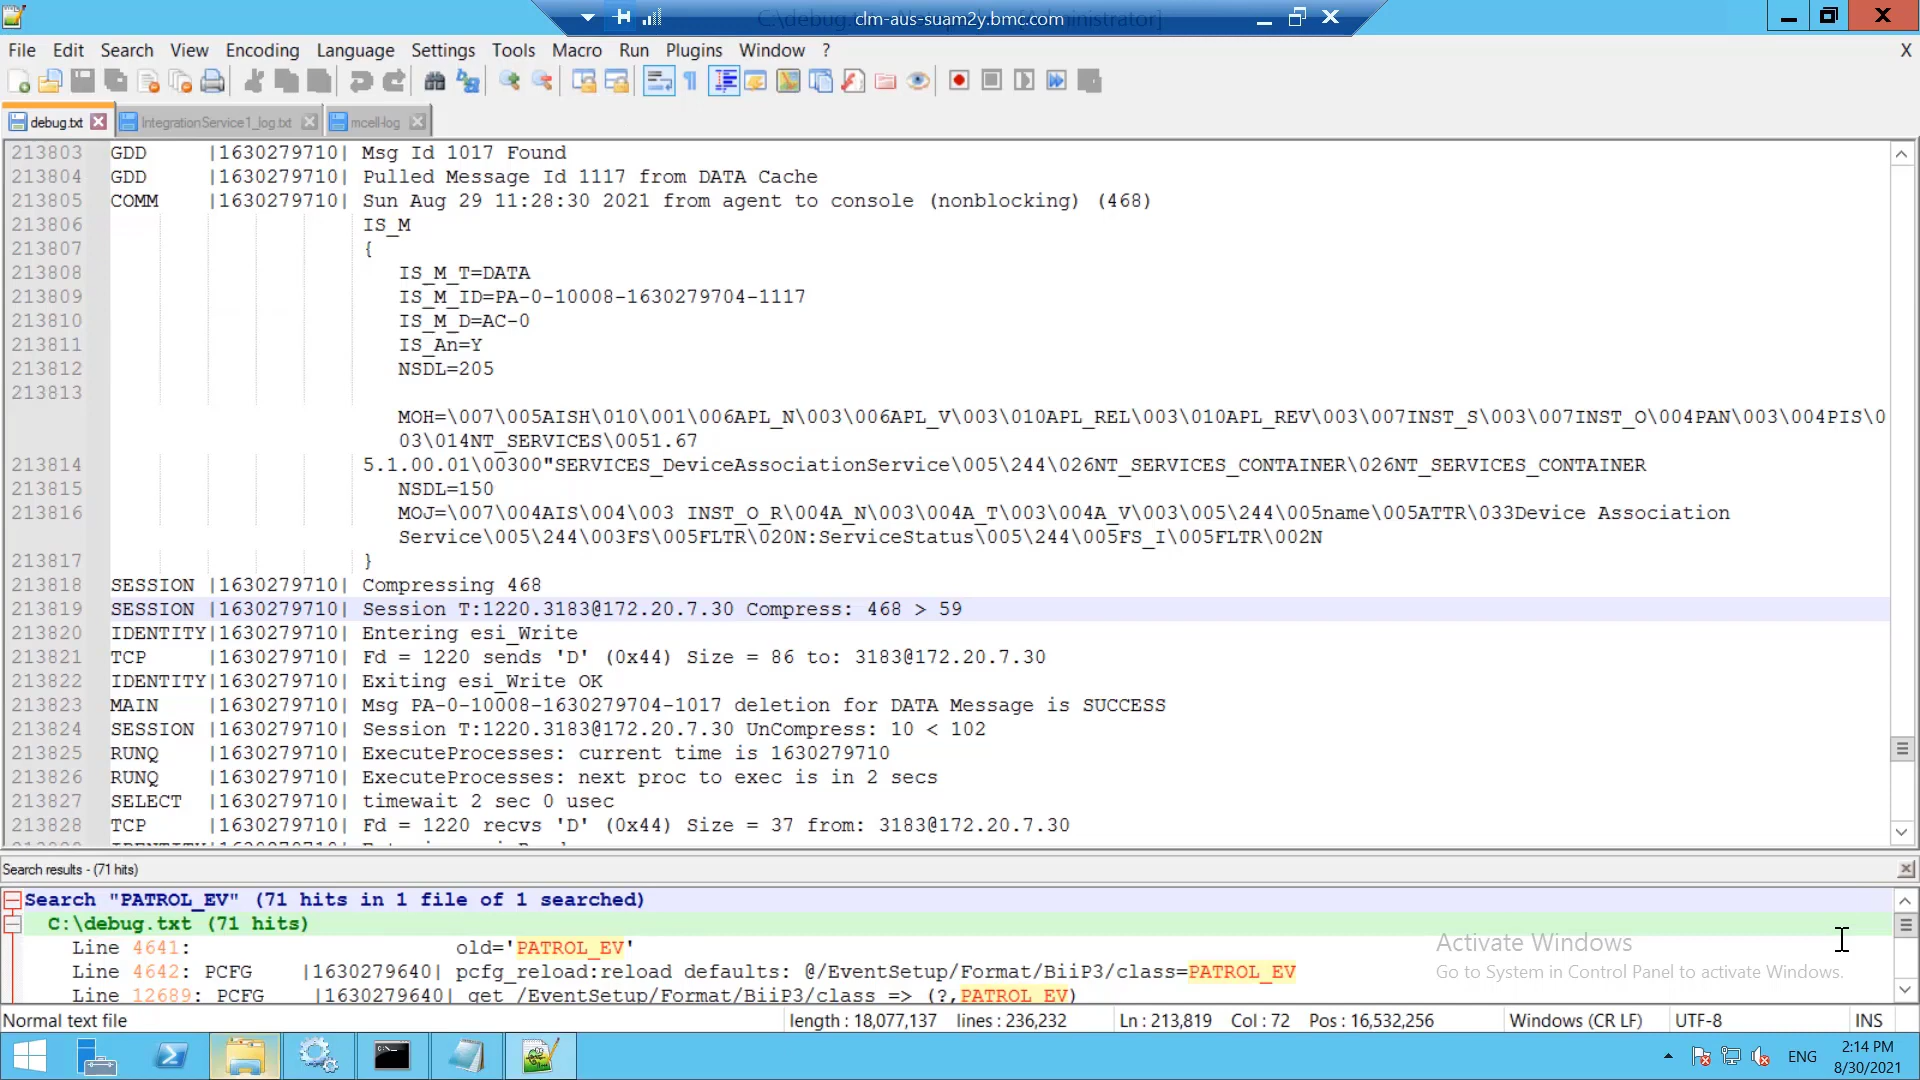 clm-aus-suam2y.bmc.com
File Edit Search View Encoding Language Settings Tools Macro Run Plugins Window ? X
debug.txt IntegrationService1_log.txt mcell-log
213803 GDD |1630279710| Msg Id 1017 Found
213804 GDD |1630279710| Pulled Message Id 1117 from DATA Cache
213805 COMM |1630279710| Sun Aug 29 11:28:30 2021 from agent to console (nonblocking) (468)
213806 IS_M
213807 {
213808 IS_M_T=DATA
213809 IS_M_ID=PA-0-10008-1630279704-1117
213810 IS_M_D=AC-0
213811 IS_An=Y
213812 NSDL=205
213813
MOH=\007\005AISH\010\001\006APL_N\003\006APL_V\003\010APL_REL\003\010APL_REV\003\007INST_S\003\007INST_O\004PAN\003\004PIS\0
03\014NT_SERVICES\0051.67
213814 5.1.00.01\00300"SERVICES_DeviceAssociationService\005\244\026NT_SERVICES_CONTAINER\026NT_SERVICES_CONTAINER
213815 NSDL=150
213816 MOJ=\007\004AIS\004\003 INST_O_R\004A_N\003\004A_T\003\004A_V\003\005\244\005name\005ATTR\033Device Association
Service\005\244\003FS\005FLTR\020N:ServiceStatus\005\244\005FS_I\005FLTR\002N
213817 }
213818 SESSION |1630279710| Compressing 468
213819 SESSION |1630279710| Session T:1220.3183@172.20.7.30 Compress: 468 > 59
213820 IDENTITY|1630279710| Entering esi_Write
213821 TCP |1630279710| Fd = 1220 sends 'D' (0x44) Size = 86 to: 3183@172.20.7.30
213822 IDENTITY|1630279710| Exiting esi_Write OK
213823 MAIN |1630279710| Msg PA-0-10008-1630279704-1017 deletion for DATA Message is SUCCESS
213824 SESSION |1630279710| Session T:1220.3183@172.20.7.30 UnCompress: 10 < 102
213825 RUNQ |1630279710| ExecuteProcesses: current time is 1630279710
213826 RUNQ |1630279710| ExecuteProcesses: next proc to exec is in 2 secs
213827 SELECT |1630279710| timewait 2 sec 0 usec
213828 TCP |1630279710| Fd = 1220 recvs 'D' (0x44) Size = 37 from: 3183@172.20.7.30
Search results - (71 hits)
Search "PATROL_EV" (71 hits in 1 file of 1 searched)
C:\debug.txt (71 hits)
Line 4641: old='PATROL_EV'
Line 4642: PCFG |1630279640| pcfg_reload:reload defaults: @/EventSetup/Format/BiiP3/class=PATROL_EV
Line 12689: PCFG |1630279640| get /EventSetup/Format/BiiP3/class => (?,PATROL_EV)
Activate Windows
Go to System in Control Panel to activate Windows.
Normal text file length : 18,077,137 lines : 236,232 Ln : 213,819 Col : 72 Pos : 16,532,256 Windows (CR LF) UTF-8 INS
ENG 2:14 PM
8/30/2021